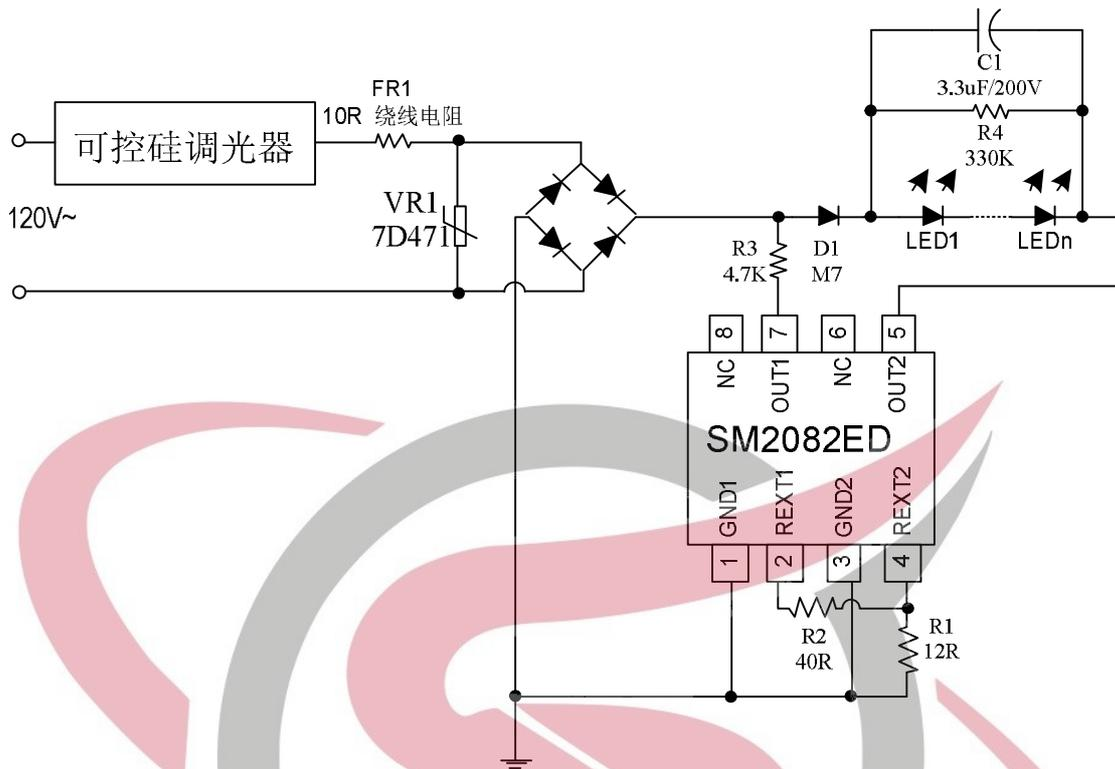 C1
3.3uF/200V
R4
330K
FR1
10R 绕线电阻
可控硅调光器
120V~
VR1
7D471
LED1
LEDn
R3
4.7K
D1
M7
8
7
6
5
NC
OUT1
NC
OUT2
SM2082ED
GND1
REXT1
GND2
REXT2
1
2
3
4
R2
40R
R1
12R